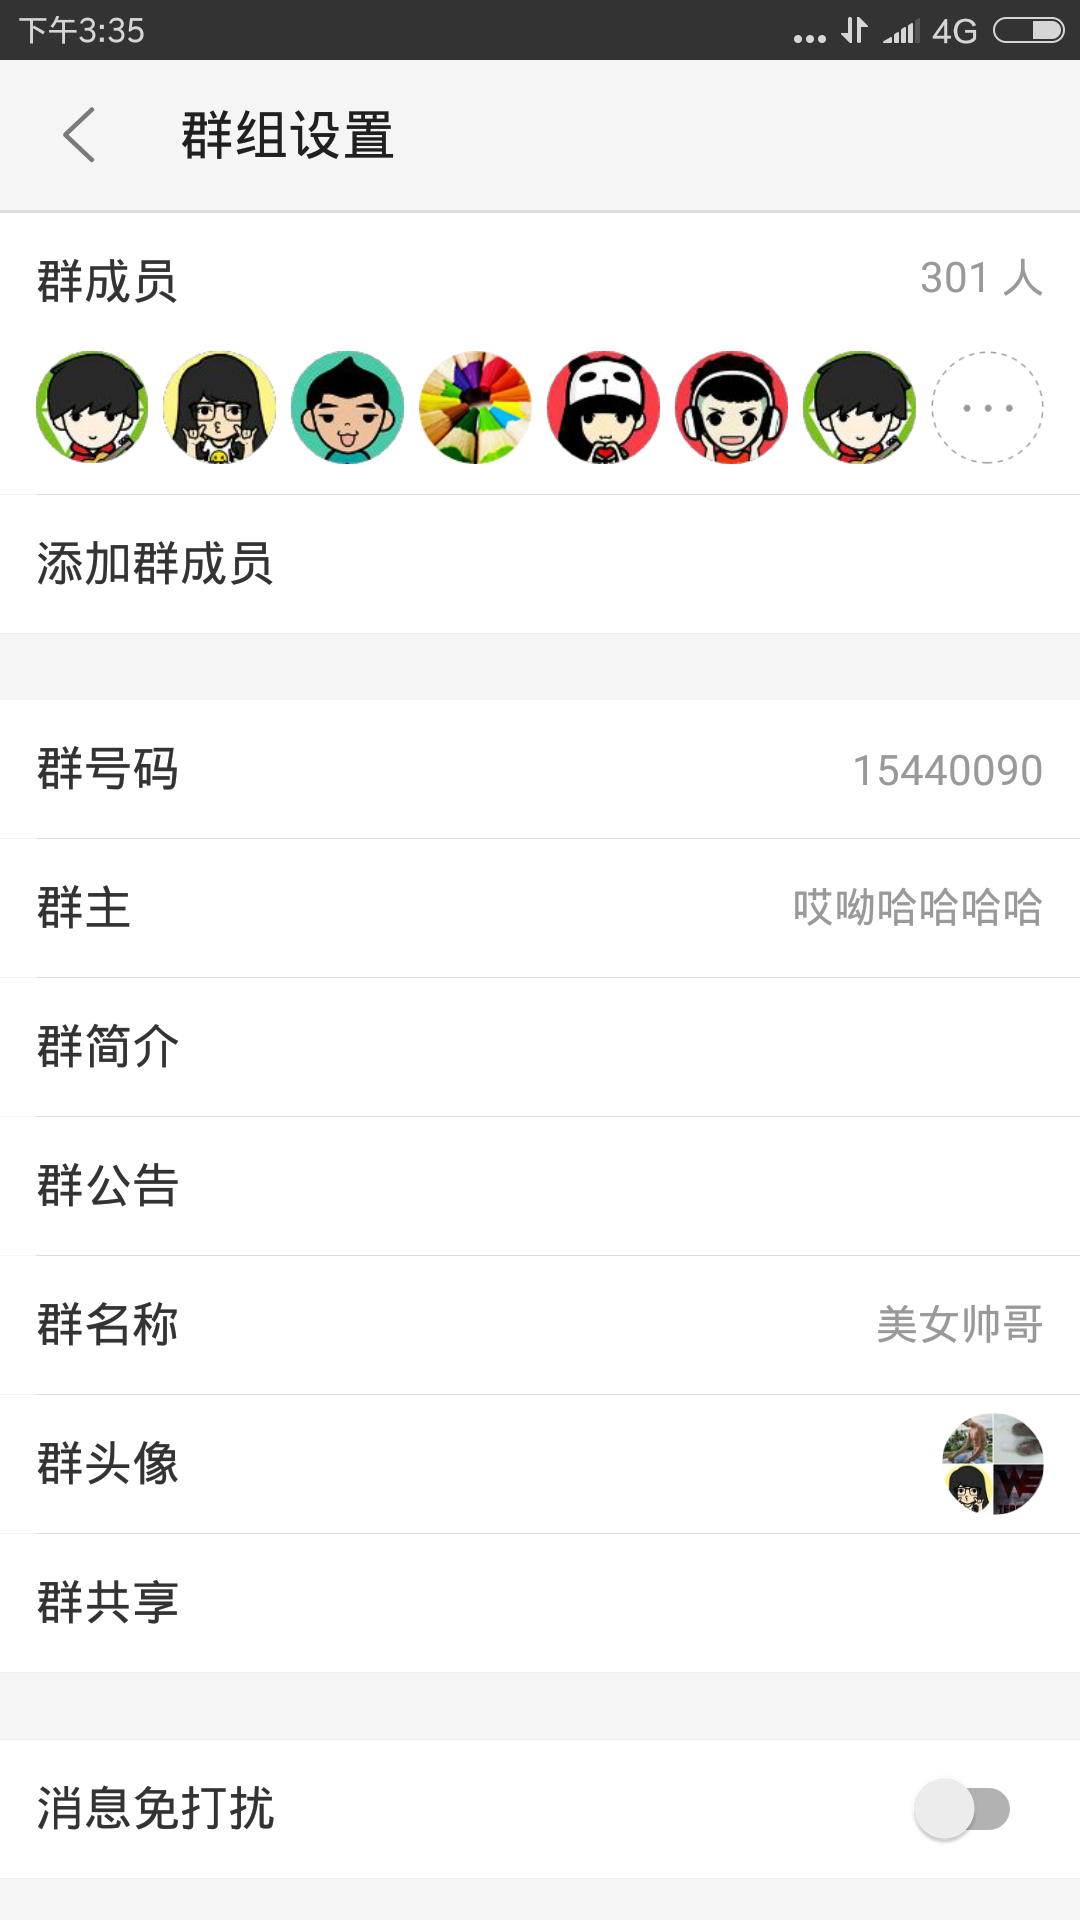 下午3:35
4G
群组设置
群成员
301 人
添加群成员
群号码
15440090
群主
哎呦哈哈哈哈
群简介
群公告
群名称
美女帅哥
群头像
群共享
消息免打扰